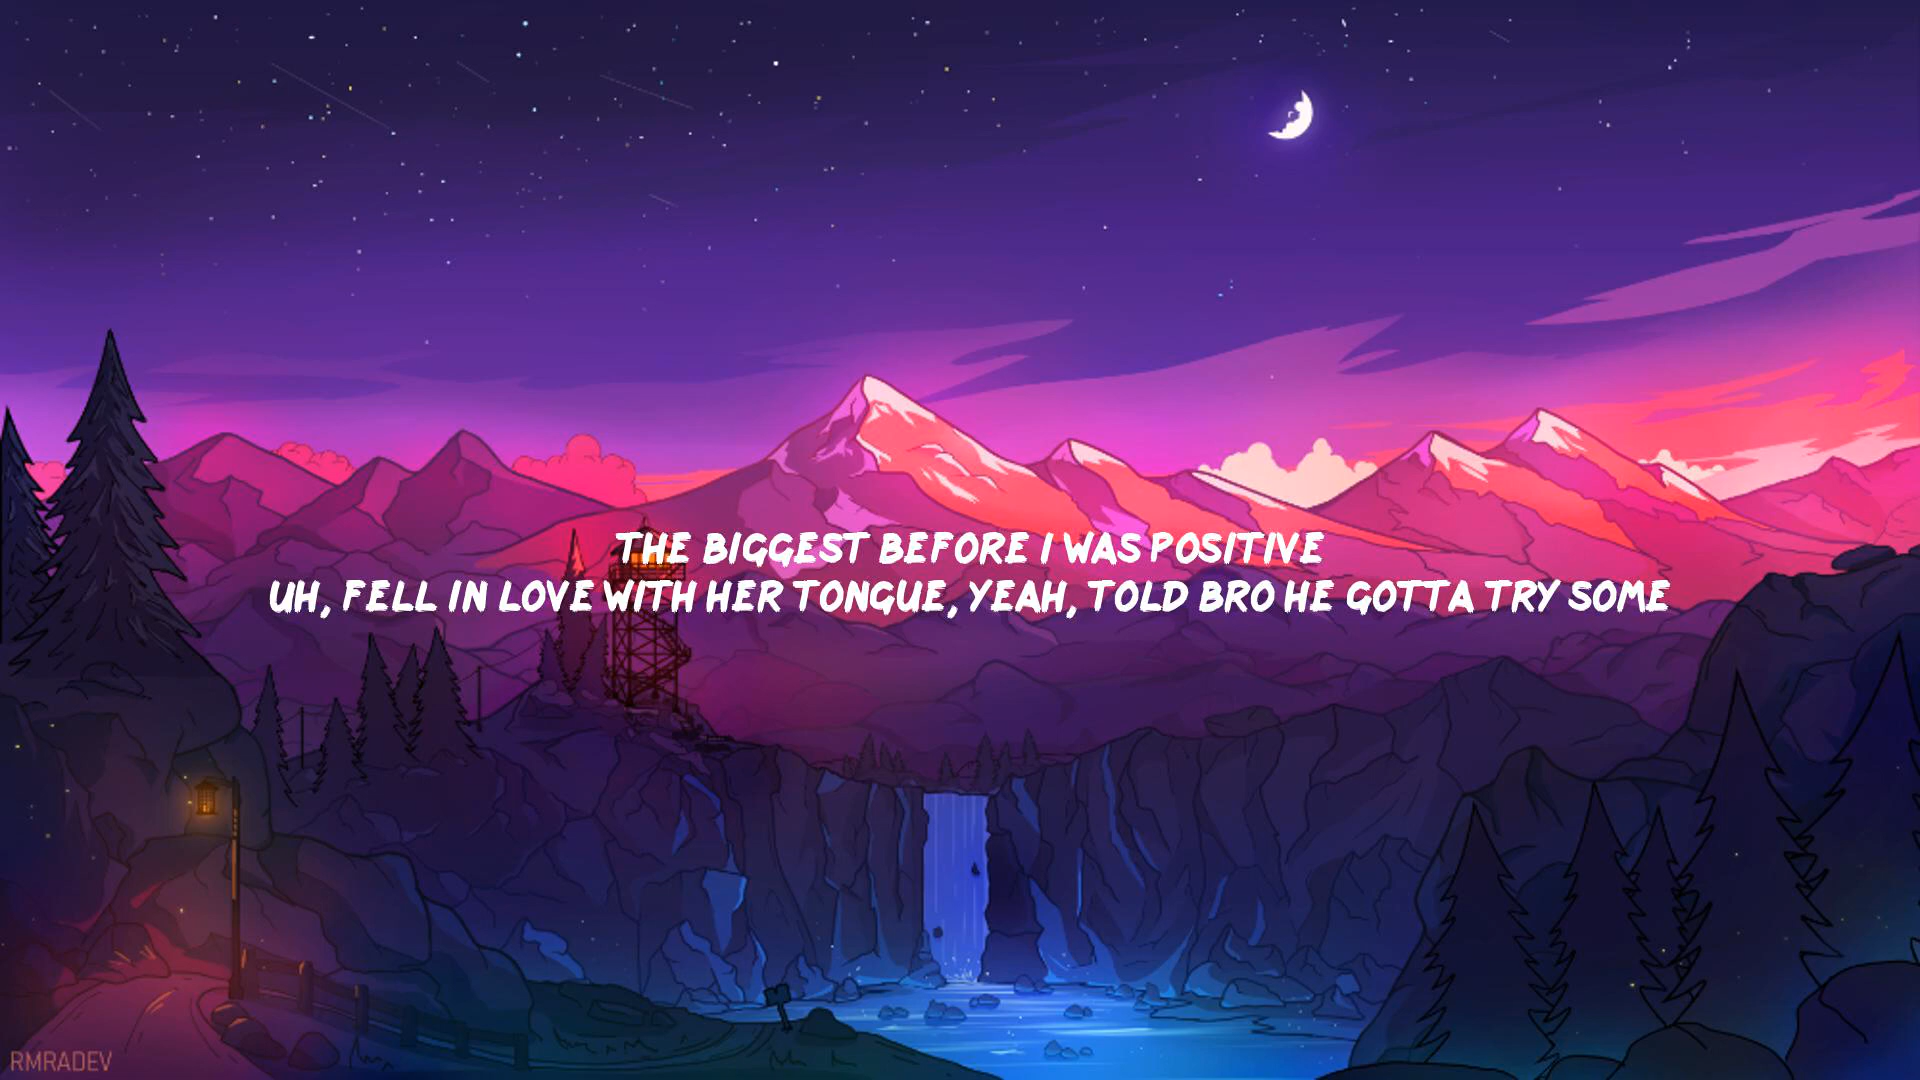 THE BIGGEST BEFORE I WAS POSITIVE
UH, FELL IN LOVE WITH HER TONGUE, YEAH, TOLD BRO HE GOTTA TRY SOME
RMRADEV